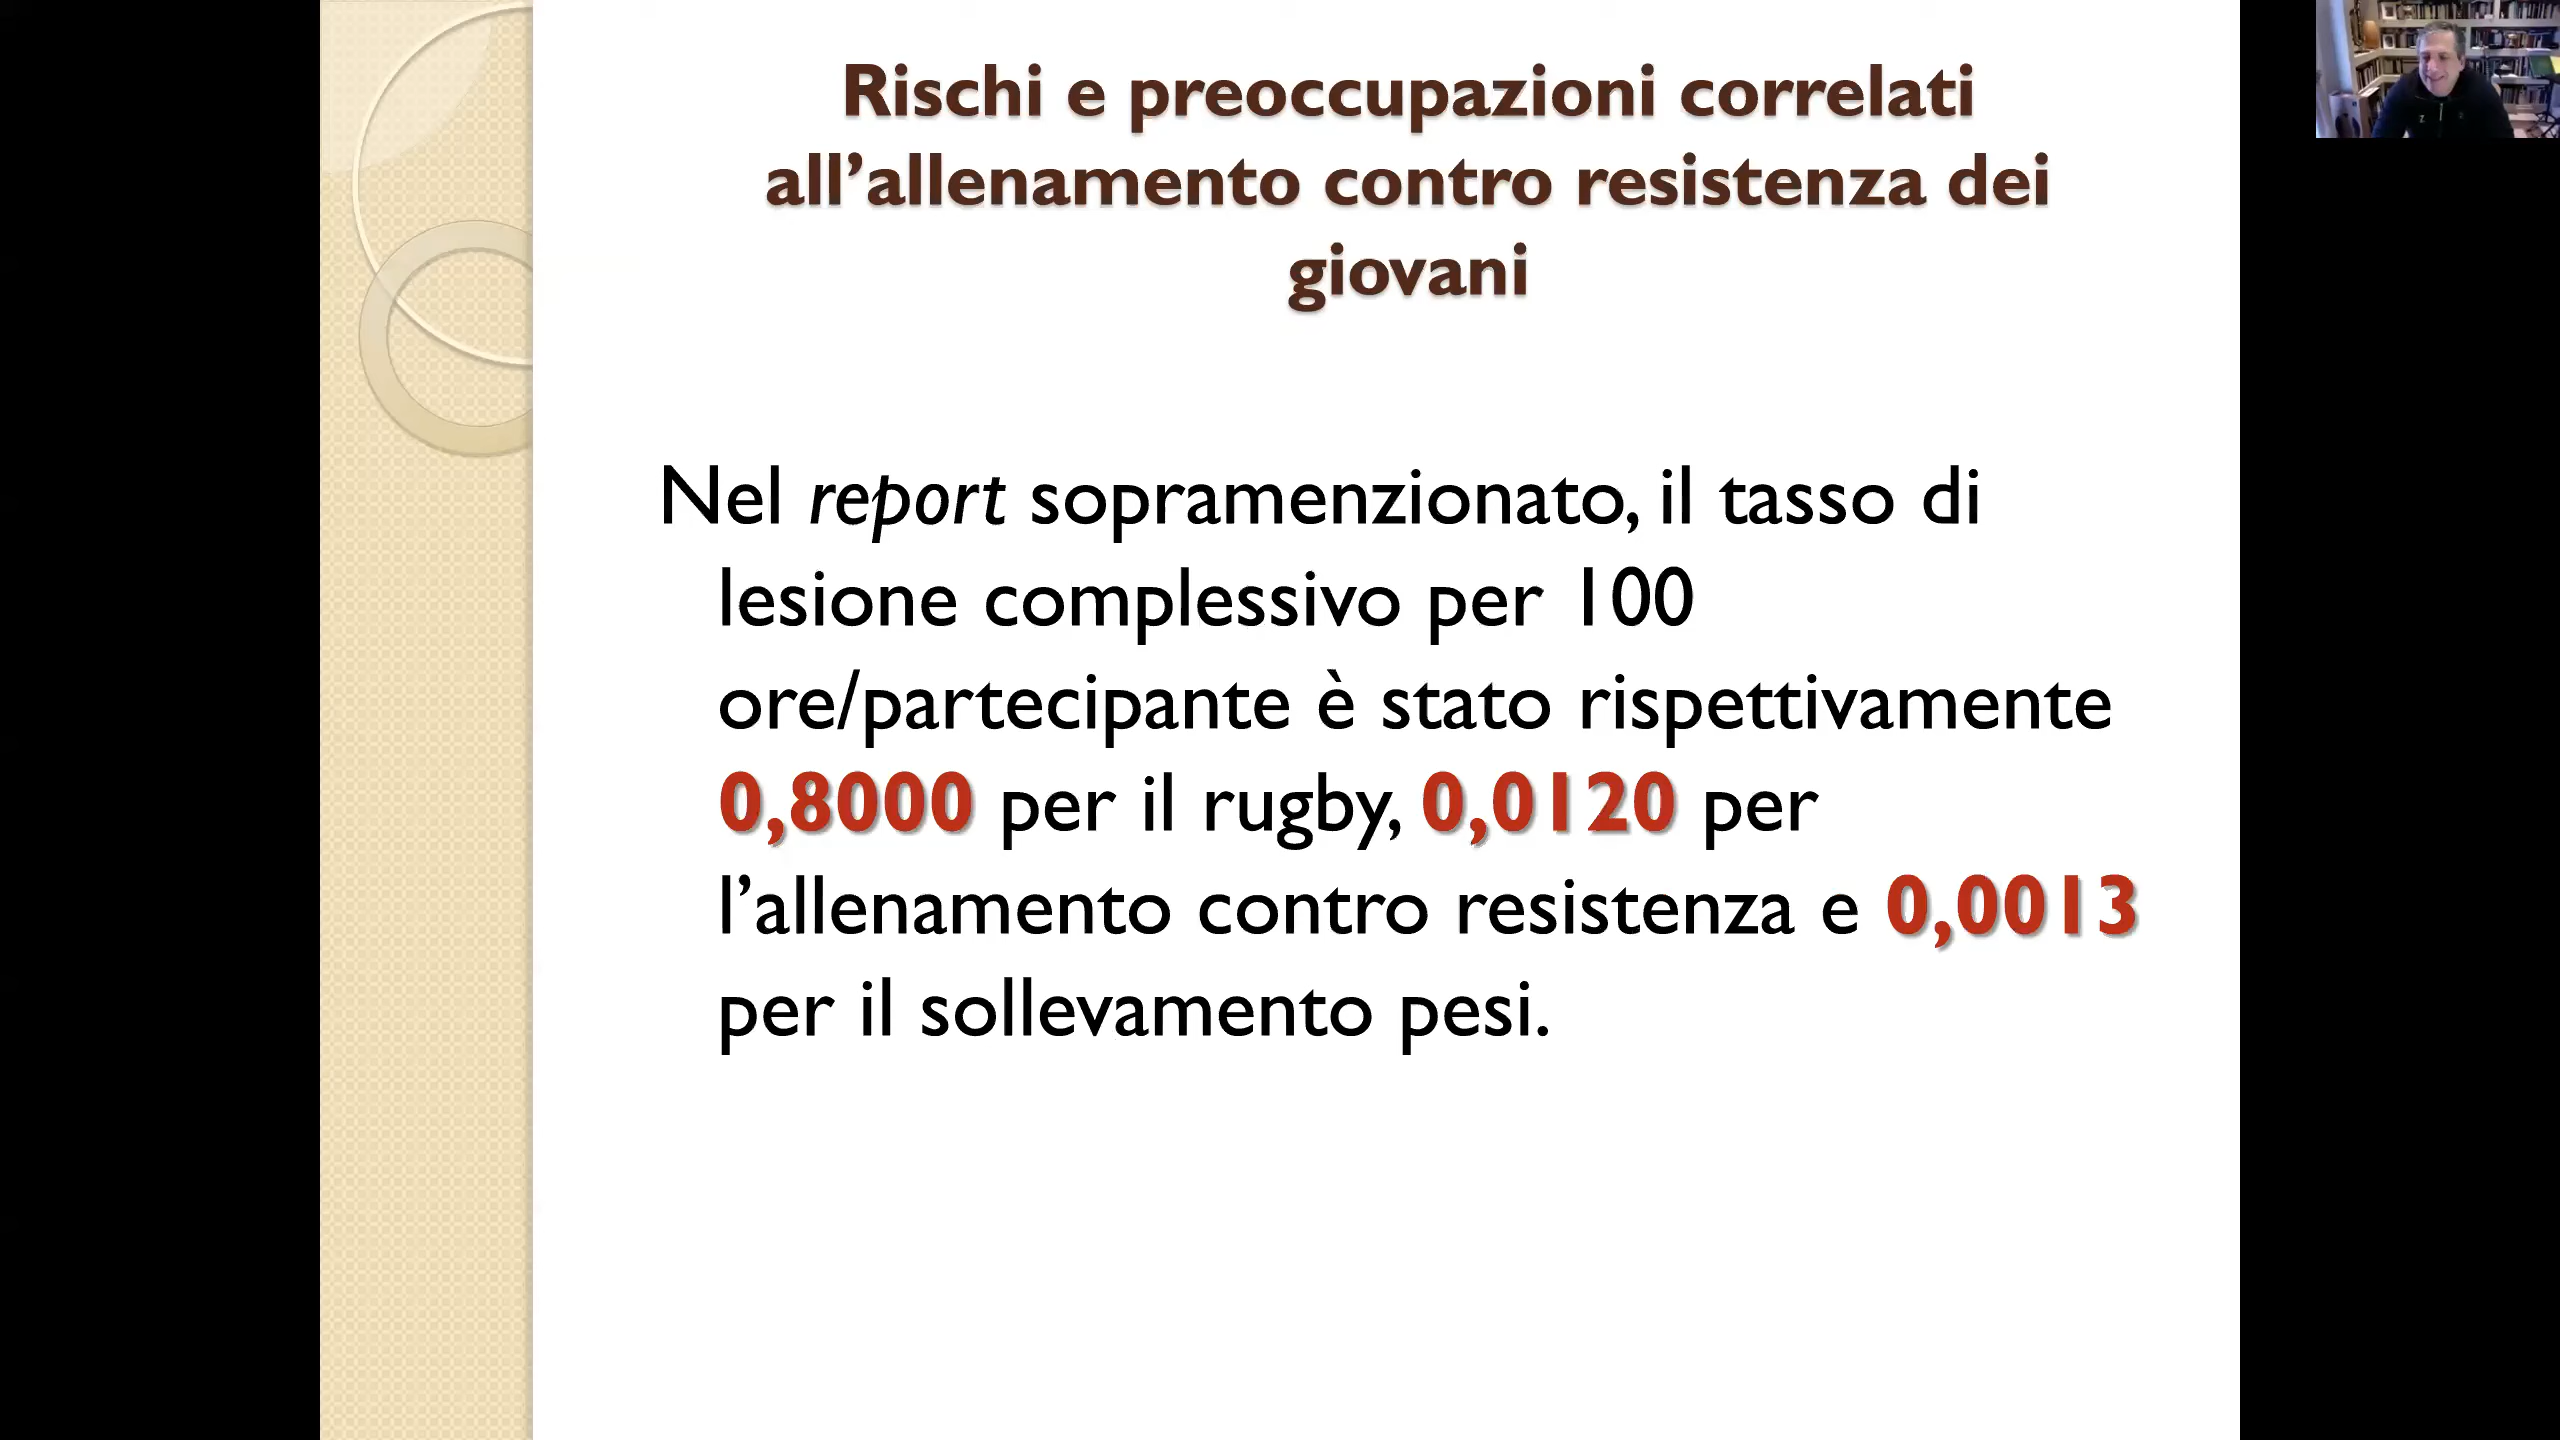 Rischi e preoccupazioni correlati
all’allenamento contro resistenza dei
giovani
Nel report sopramenzionato, il tasso di
lesione complessivo per 100
ore/partecipante è stato rispettivamente
0,8000 per il rugby, 0,0120 per
l’allenamento contro resistenza e 0,0013
per il sollevamento pesi.